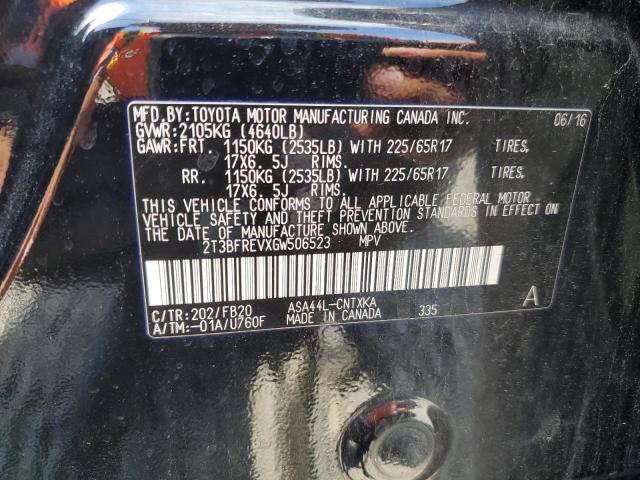 MFD.BY:TOYOTA MOTOR MANUFACTURING CANADA INC. 06/16
GVWR:2105KG (4640LB)
GAWR:FRT. 1150KG (2535LB) WITH 225/65R17 TIRES,
17X6.5J RIMS.
RR. 1150KG (2535LB) WITH 225/65R17 TIRES,
17X6.5J RIMS.
THIS VEHICLE CONFORMS TO ALL APPLICABLE FEDERAL MOTOR
VEHICLE SAFETY AND THEFT PREVENTION STANDARDS IN EFFECT ON
THE DATE OF MANUFACTURE SHOWN ABOVE.
2T3BFREVXGW506523 MPV
C/TR:202/FB20 ASA44L-CNTXKA A
A/TM:-01A/U760F MADE IN CANADA 335